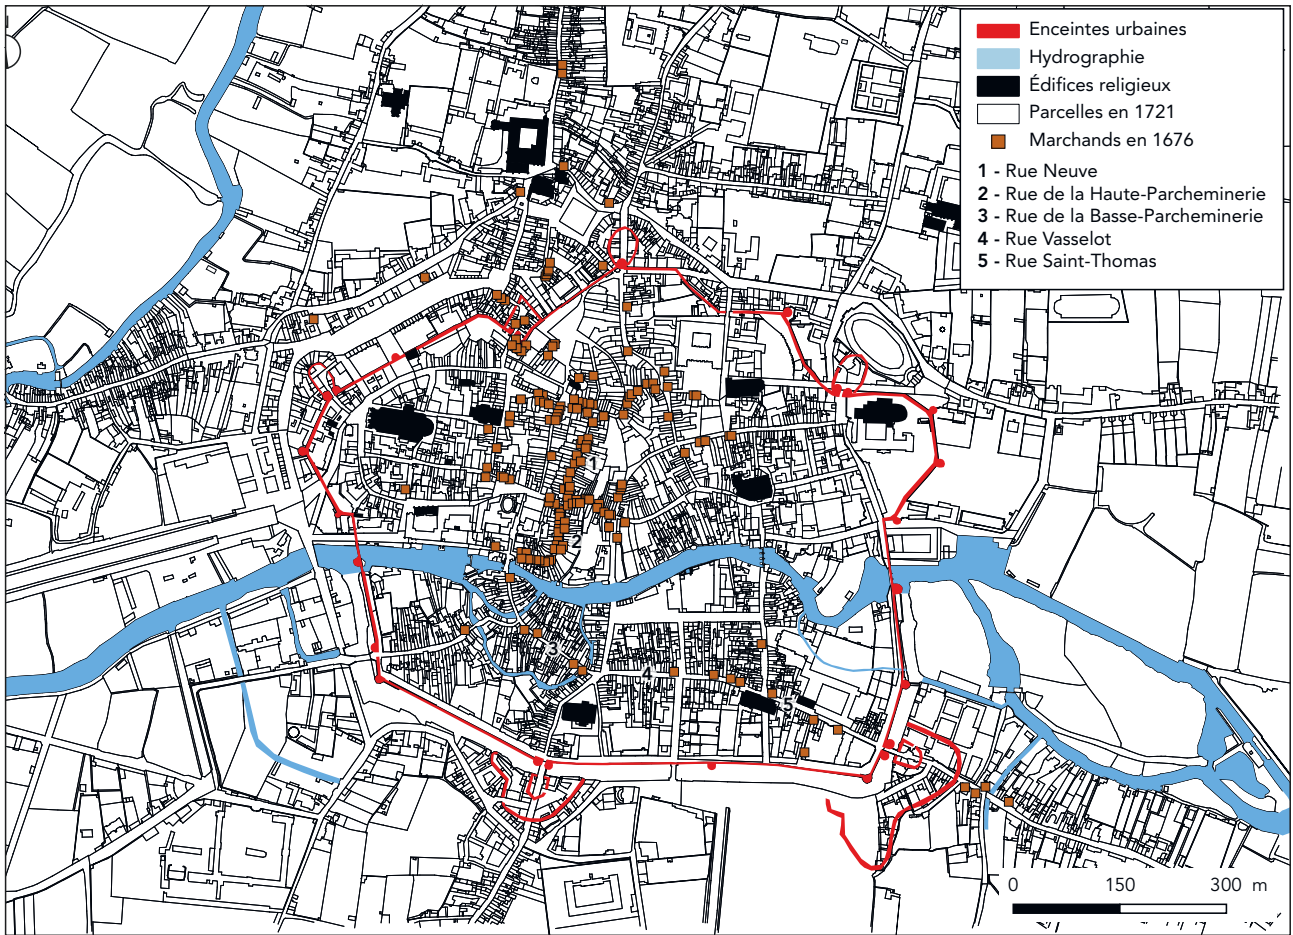 Enceintes urbaines
Hydrographie
Édifices religieux
Parcelles en 1721
Marchands en 1676
1 - Rue Neuve
2 - Rue de la Haute-Parcheminerie
3 - Rue de la Basse-Parcheminerie
4 - Rue Vasselot
5 - Rue Saint-Thomas
1
2
3
4
5
0 150 300 m